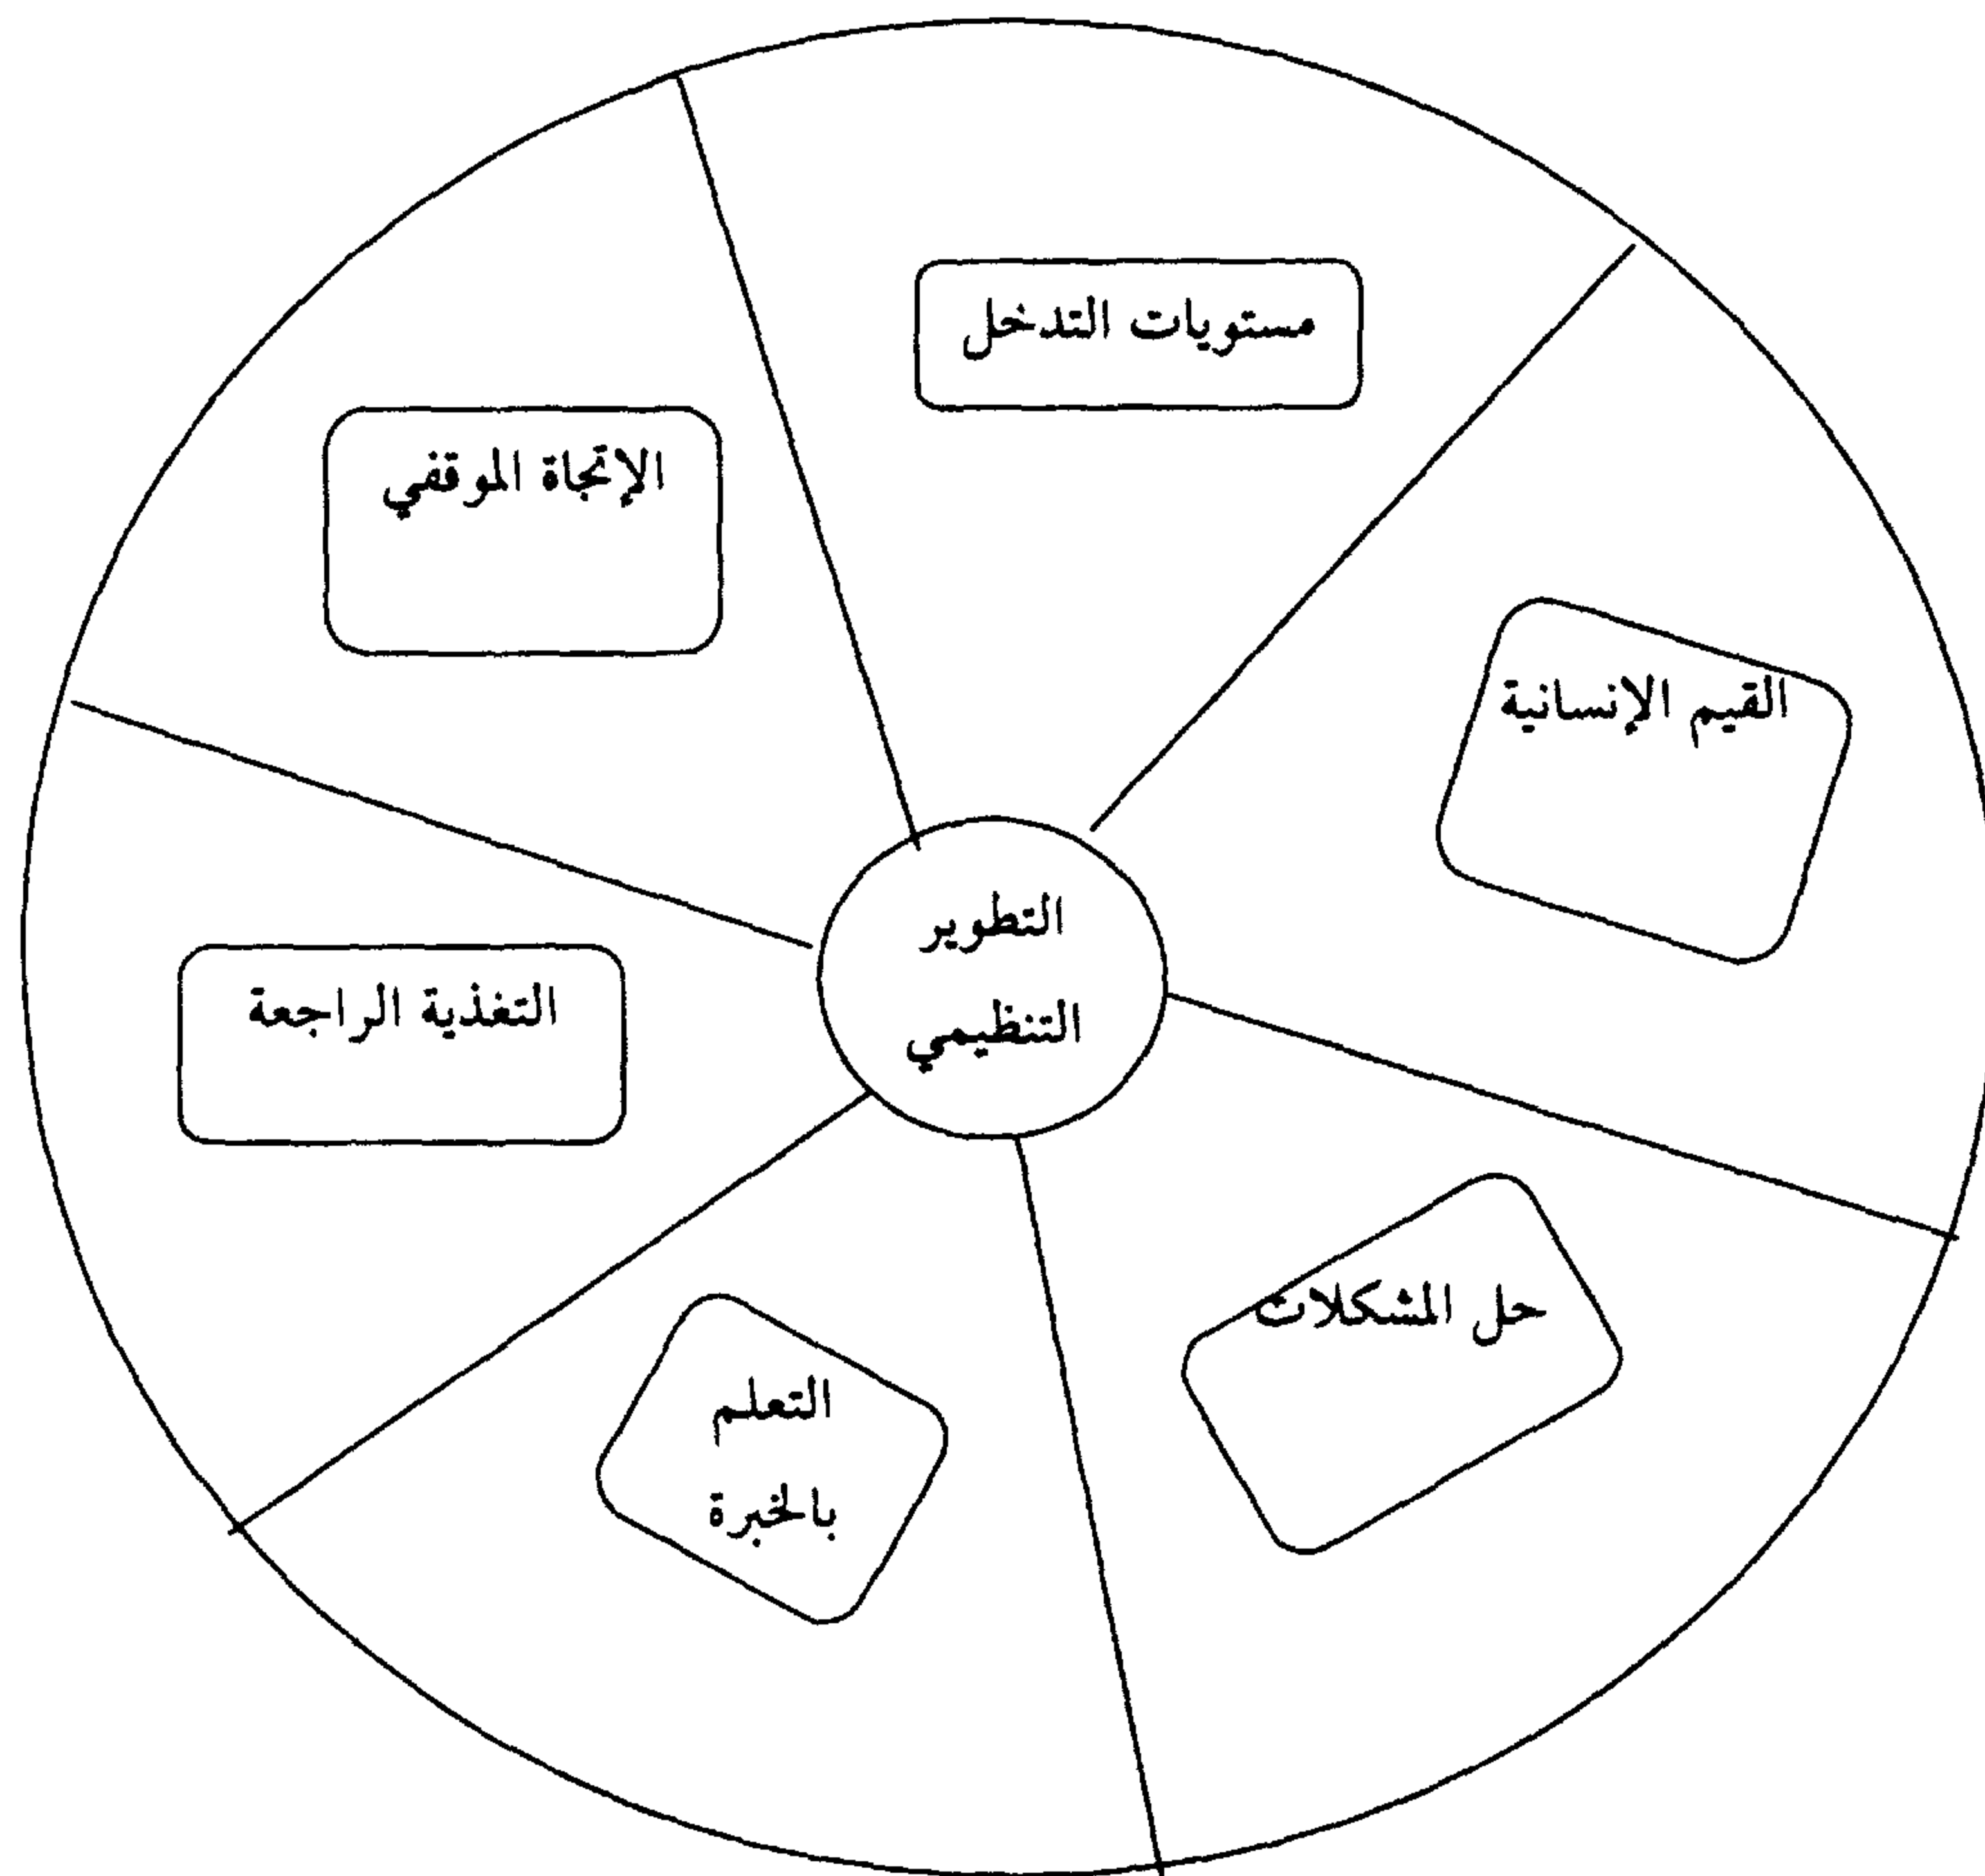 مستويات التدخل
الإتجاة الموقفي
القيم الإنسانية
التطوير
التنظيمي
التغذية الراجعة
حل المشكلات
التعلم
بالخبرة